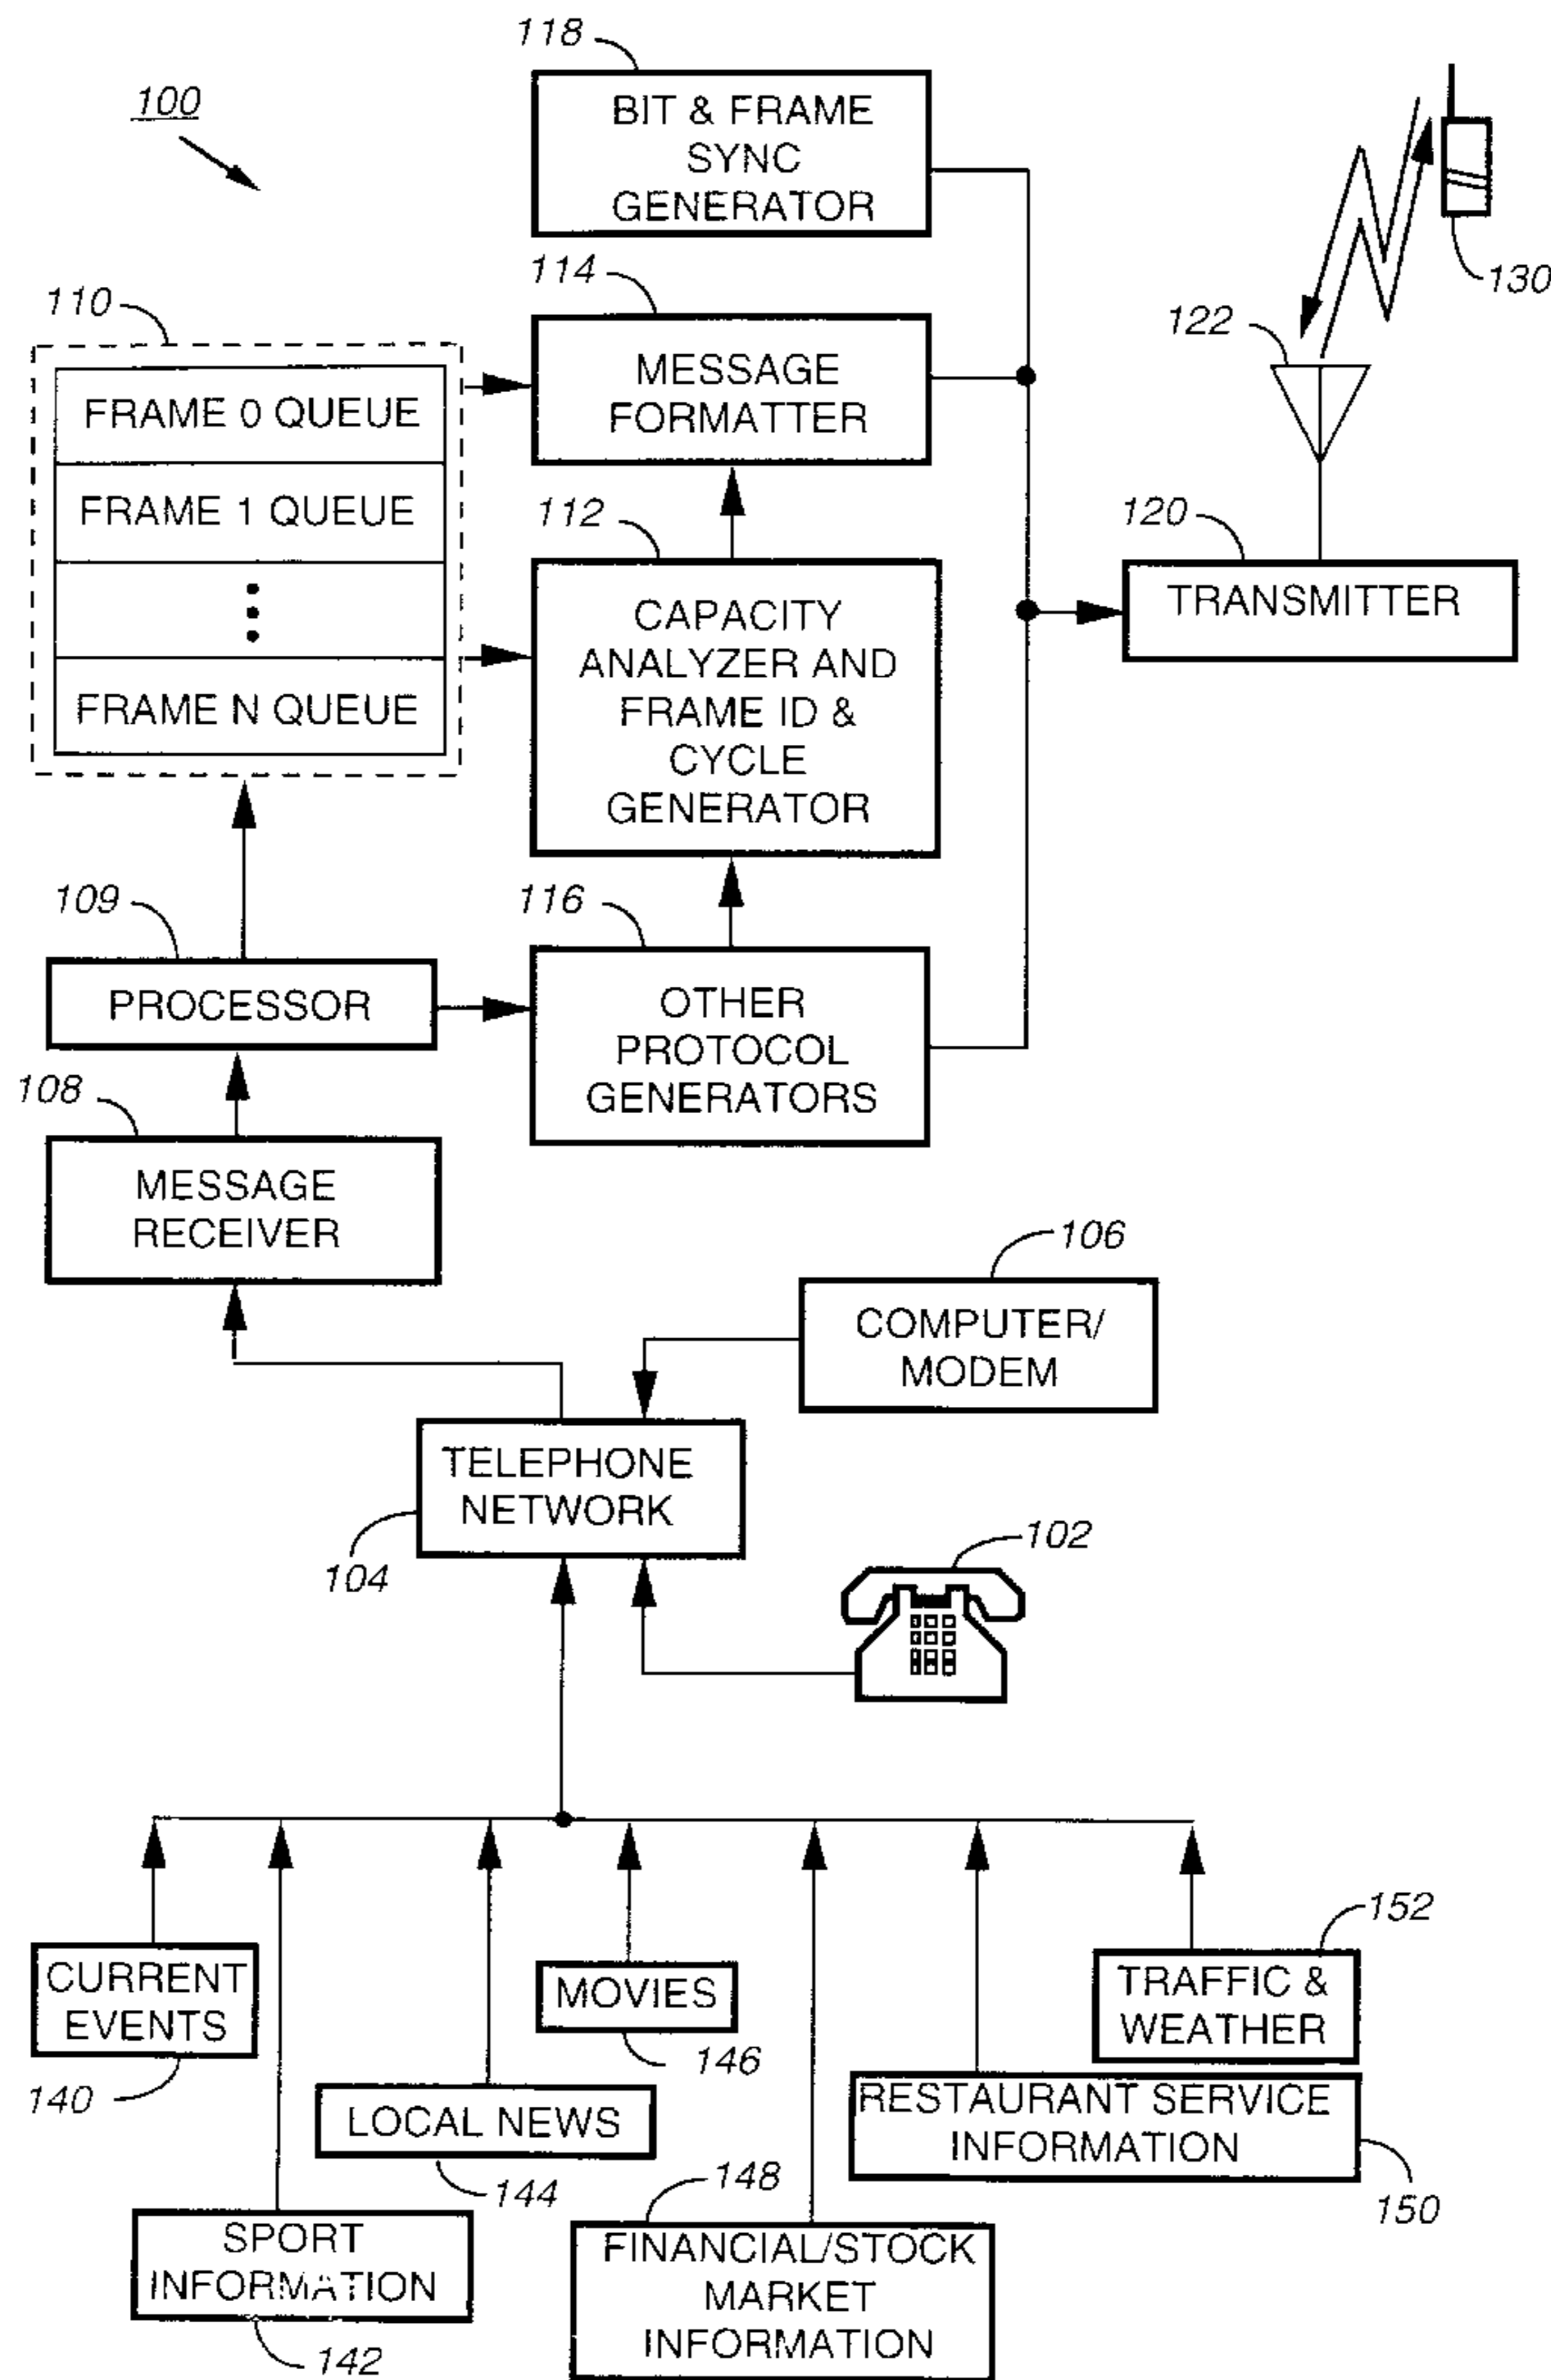 118
100
BIT & FRAME
SYNC
GENERATOR
130
114
110
122
MESSAGE
FORMATTER
FRAME 0 QUEUE
FRAME 1 QUEUE
FRAME N QUEUE
112
120
CAPACITY
ANALYZER AND
FRAME ID &
CYCLE
GENERATOR
TRANSMITTER
109
116
PROCESSOR
OTHER
PROTOCOL
GENERATORS
108
MESSAGE
RECEIVER
106
COMPUTER/
MODEM
TELEPHONE
NETWORK
104
102
152
CURRENT
EVENTS
140
MOVIES
146
TRAFFIC &
WEATHER
LOCAL NEWS
144
RESTAURANT SERVICE
INFORMATION
150
148
SPORT
INFORMATION
142
FINANCIAL/STOCK
MARKET
INFORMATION